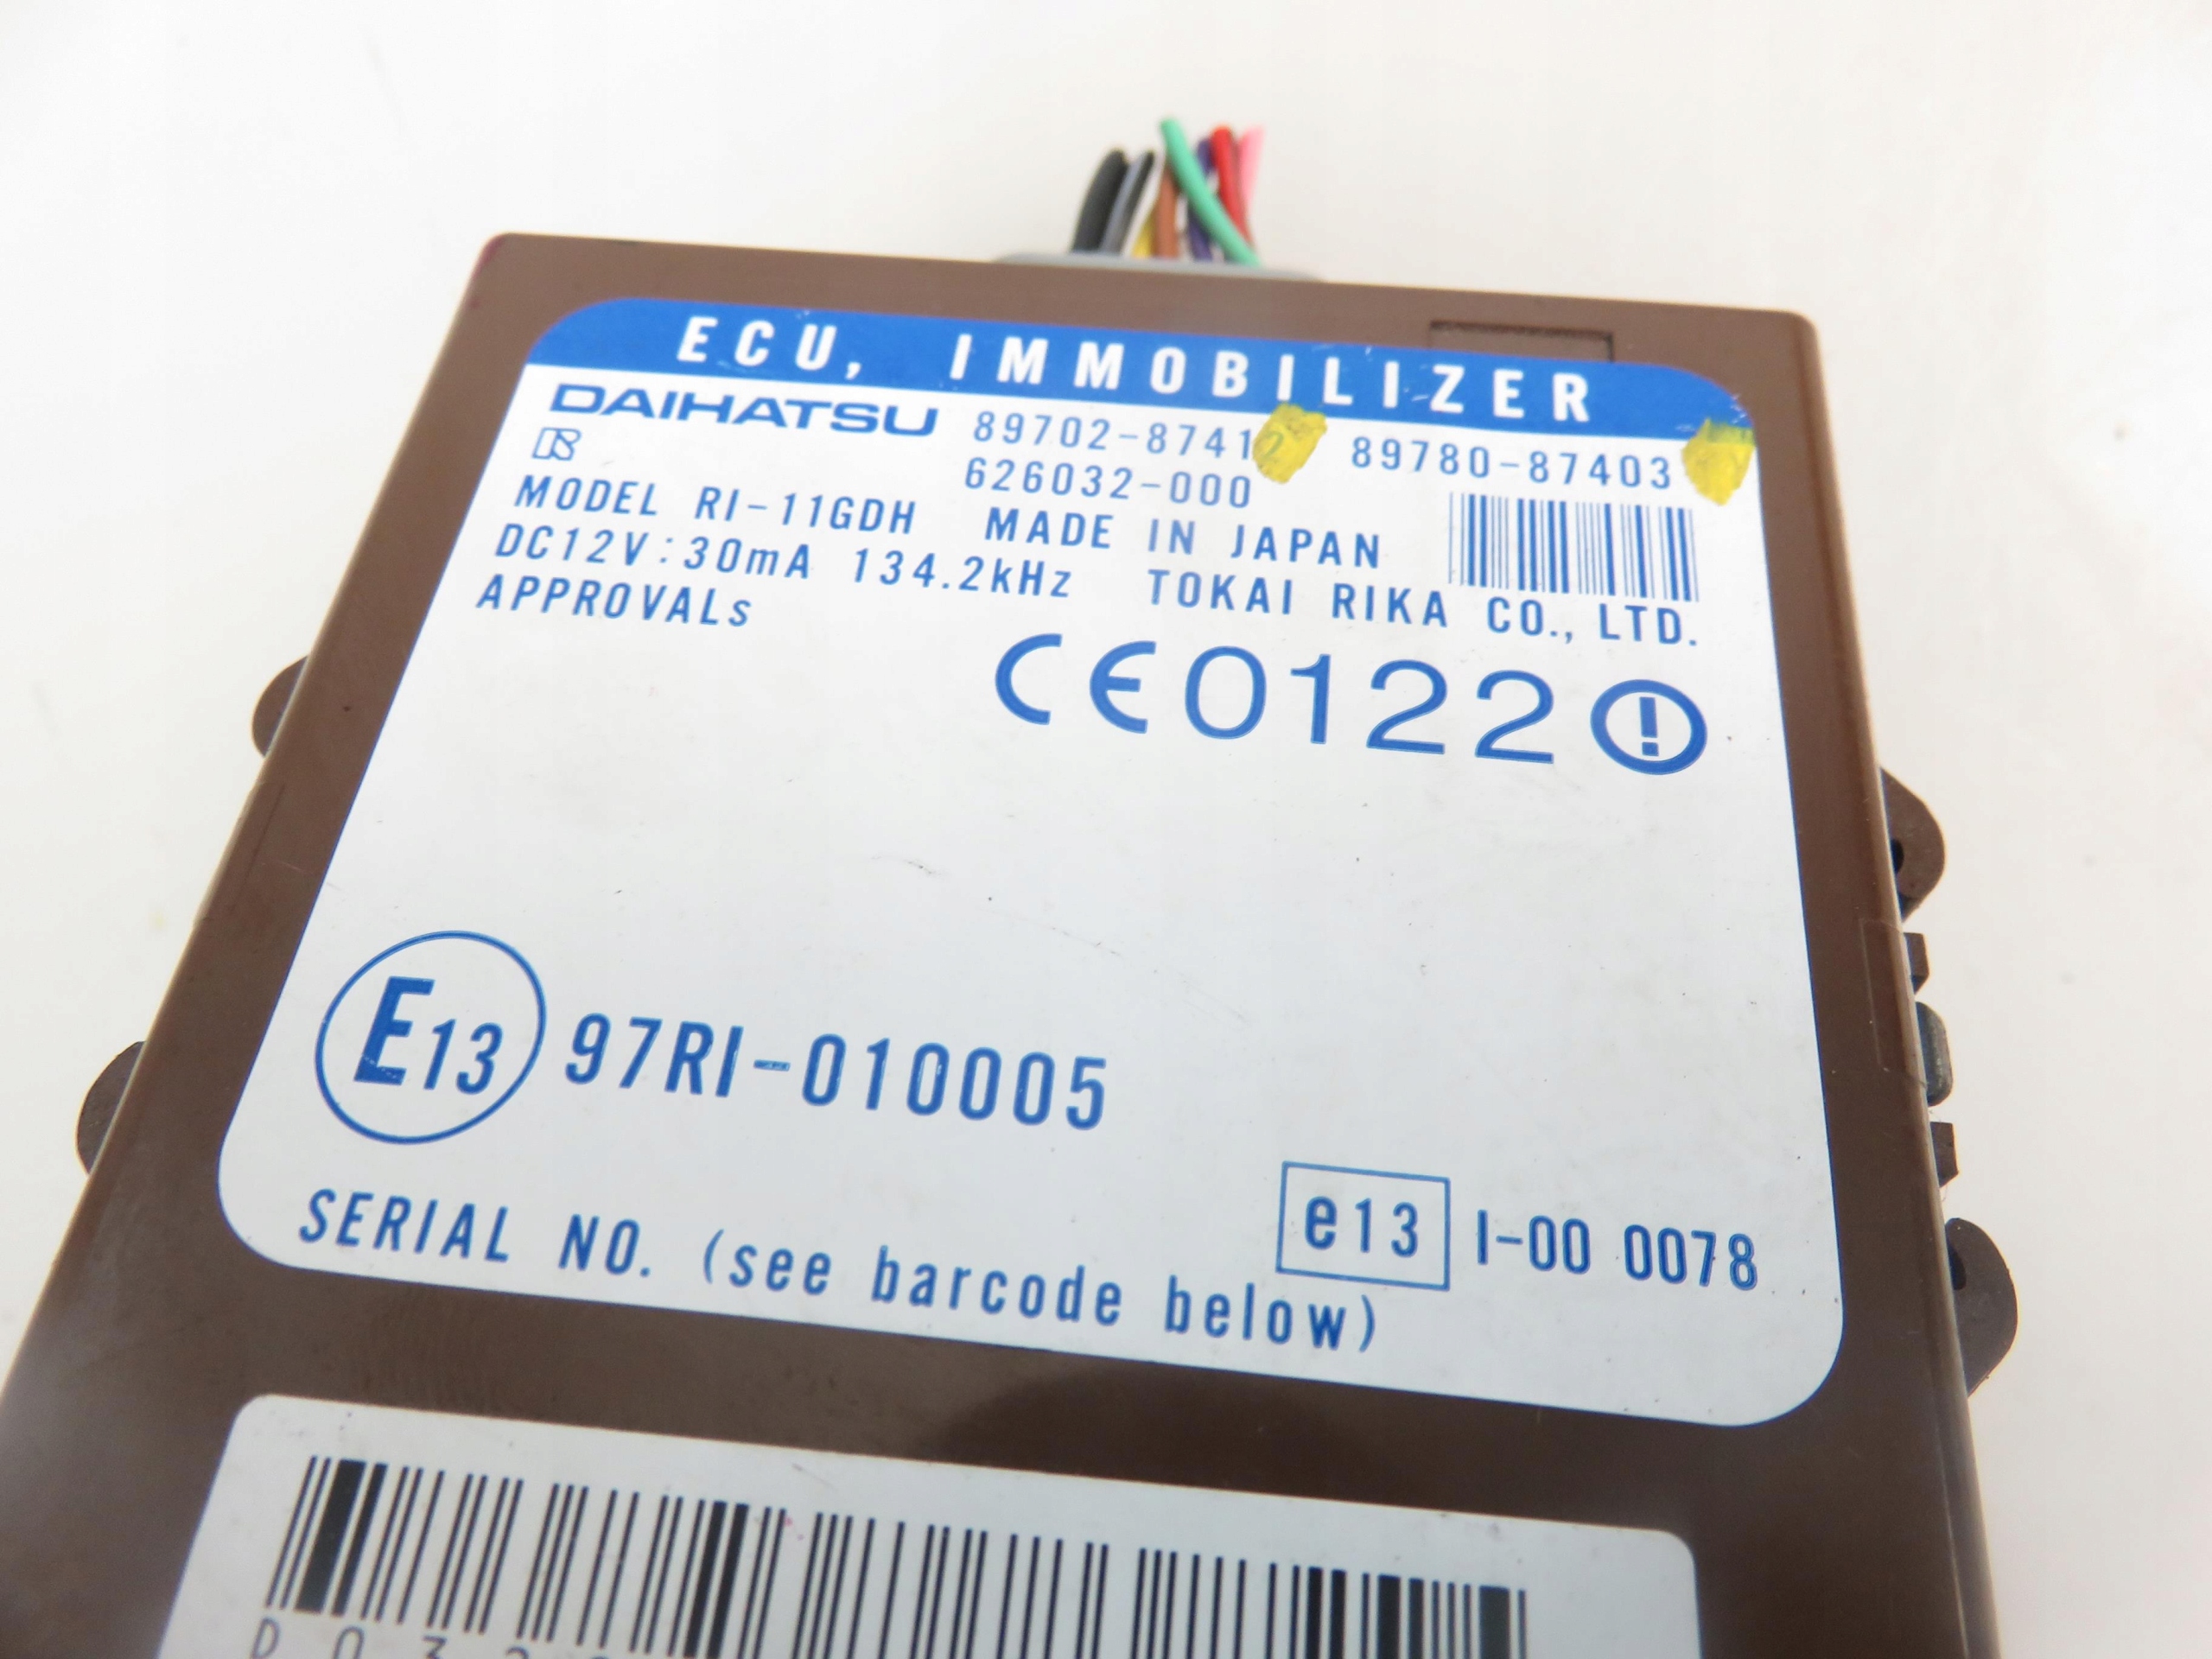 ECU, IMMOBILIZER
DAIHATSU 89702-87412 89780-87403
626032-000
MODEL RI-11GDH MADE IN JAPAN
DC12V:30mA 134.2kHz TOKAI RIKA CO., LTD.
APPROVALs
CE0122
E13 97RI-010005
e13 I-00 0078
SERIAL NO. (see barcode below)